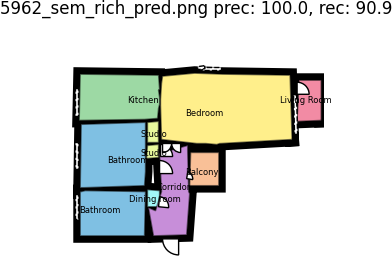 5962_sem_rich_pred.png prec: 100.0, rec: 90.9
Kitchen
Living Room
Bedroom
Studio
Studio
Bathroom
Balcony
Corridor
Dining room
Bathroom